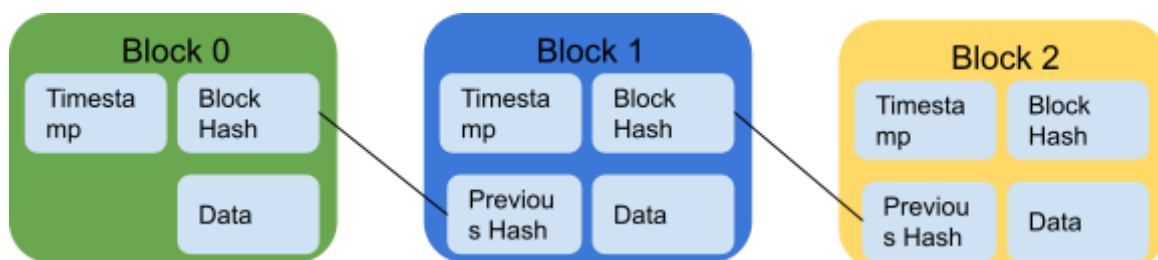 Block 0
Timesta
mp
Block
Hash
Data
Block 1
Timesta
mp
Block
Hash
Previou
s Hash
Data
Block 2
Timesta
mp
Block
Hash
Previou
s Hash
Data